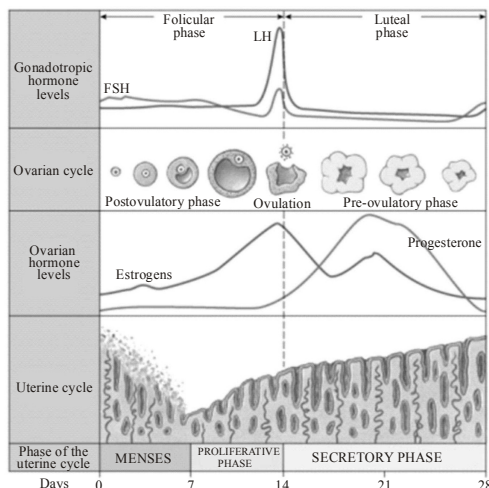 Follicular
phase
Luteal
phase
Gonadotropic
hormone
levels
LH
FSH
Ovarian cycle
Postovulatory phase
Ovulation
Pre-ovulatory phase
Ovarian
hormone
levels
Estrogens
Progesterone
Uterine cycle
Phase of the
uterine cycle
MENSES
PROLIFERATIVE
PHASE
SECRETORY PHASE
Days 0 7 14 21 28